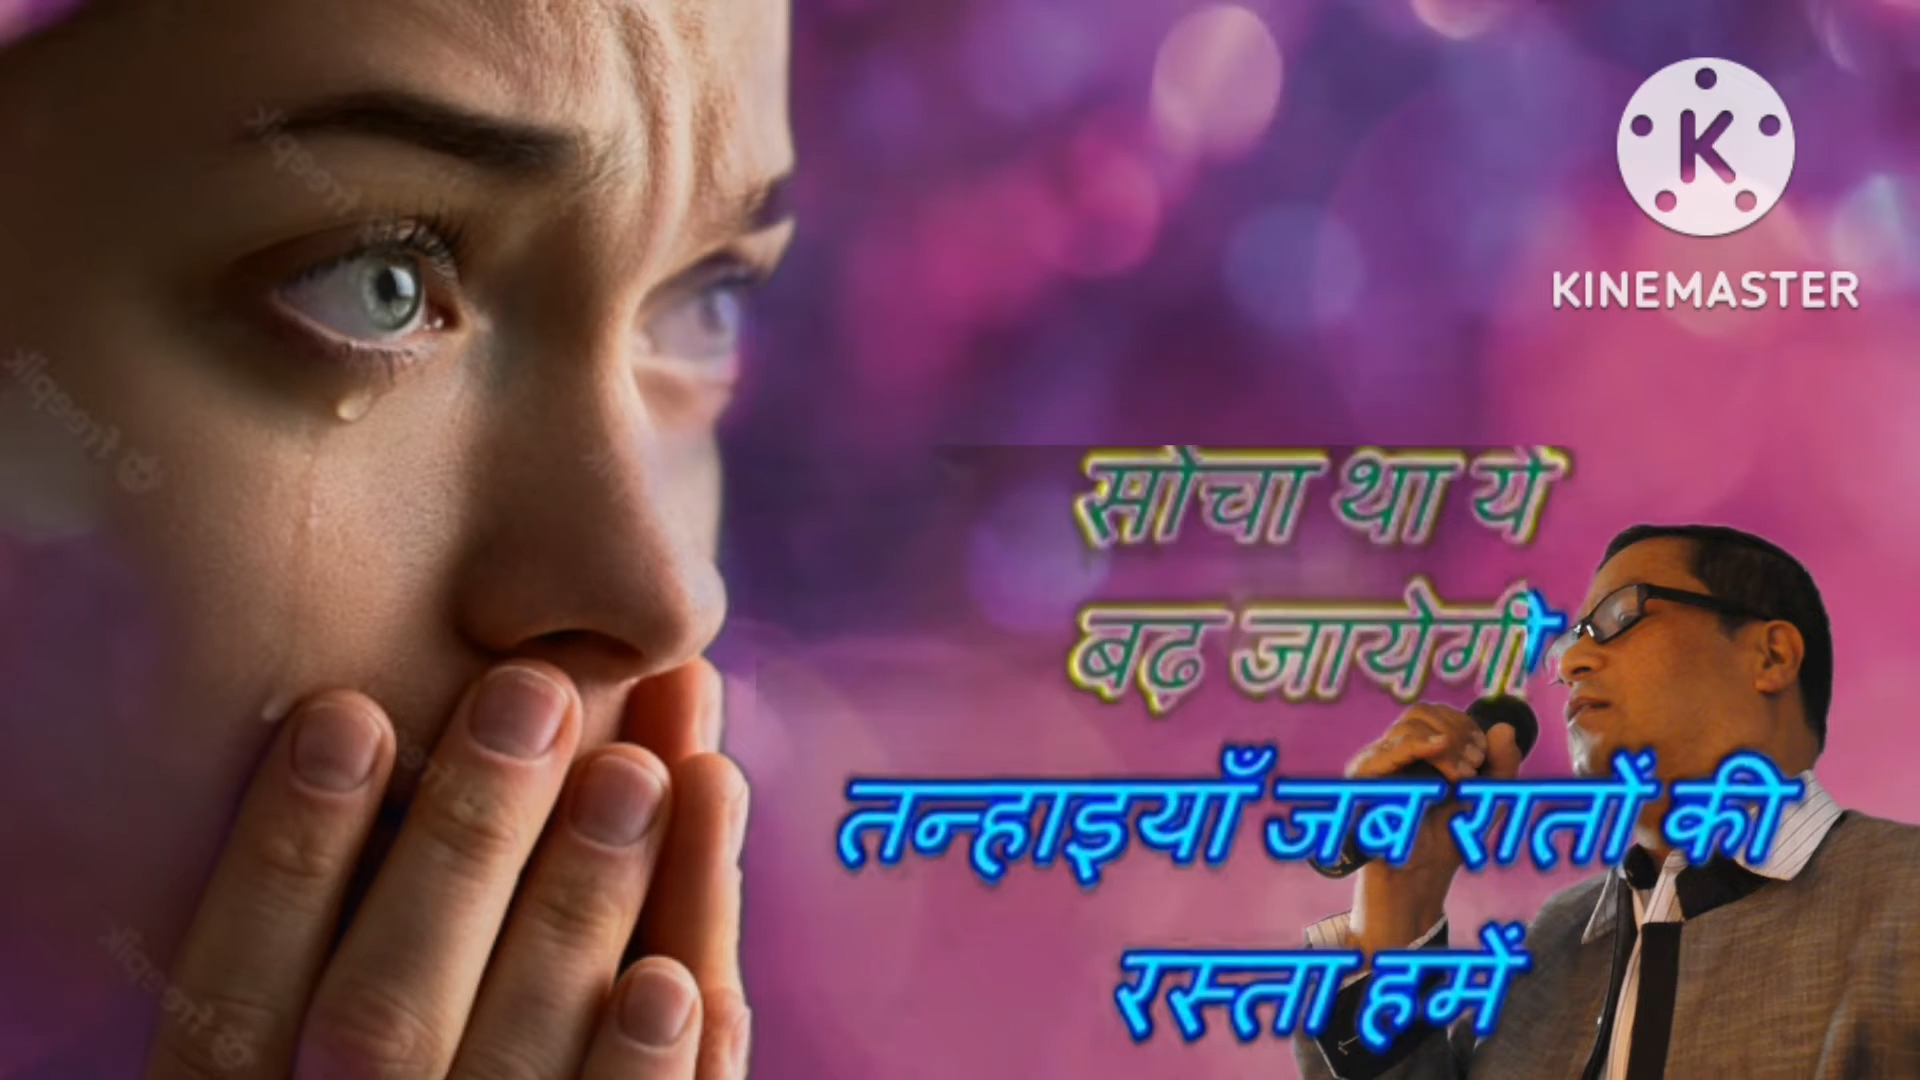 KINEMASTER
सोचा था ये
बढ़ जायेगी
तन्हाइयाँ जब रातों की
रस्ता हमें